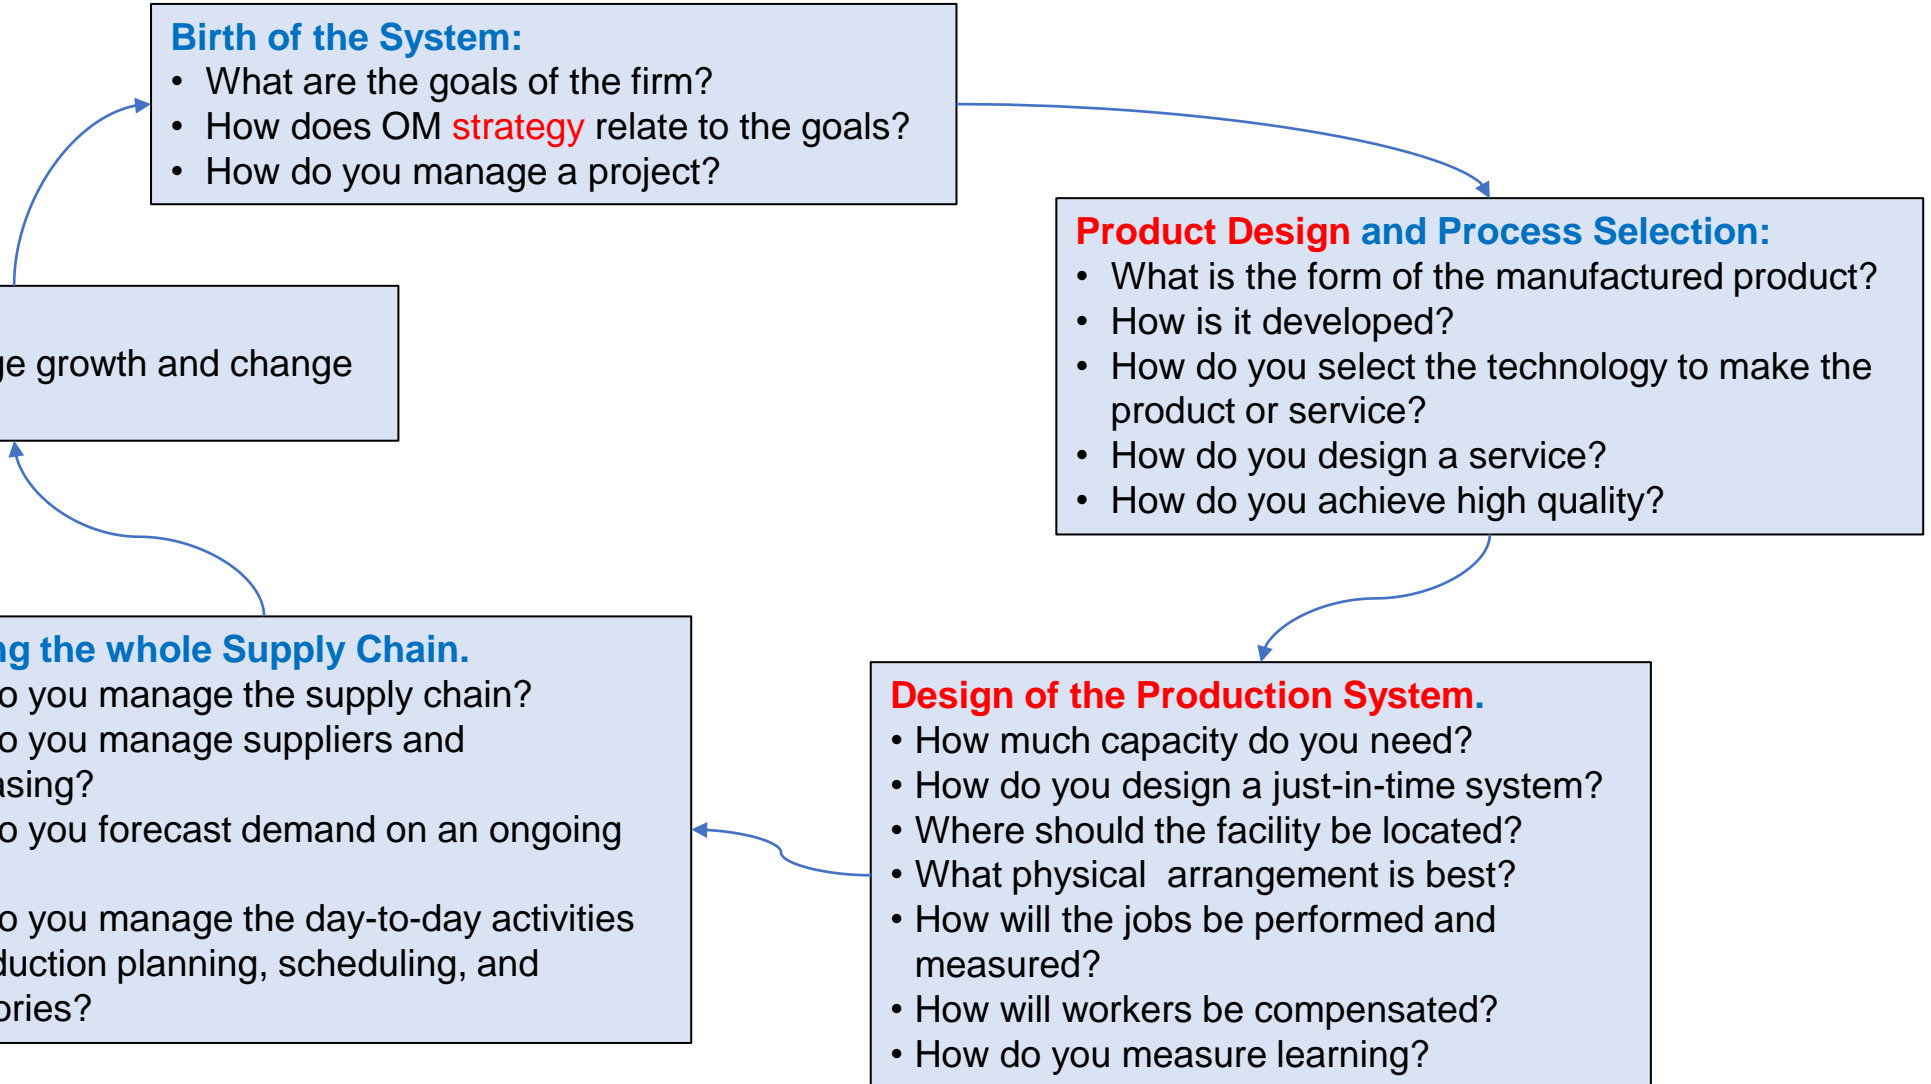 Birth of the System:
• What are the goals of the firm?
• How does OM strategy relate to the goals?
• How do you manage a project?
Product Design and Process Selection:
• What is the form of the manufactured product?
• How is it developed?
• How do you select the technology to make the
product or service?
• How do you design a service?
• How do you achieve high quality?
growth and change
the whole Supply Chain.
you manage the supply chain?
you manage suppliers and
you forecast demand on an ongoing
you manage the day-to-day activities
planning, scheduling, and
Design of the Production System.
• How much capacity do you need?
• How do you design a just-in-time system?
• Where should the facility be located?
• What physical  arrangement is best?
• How will the jobs be performed and
measured?
• How will workers be compensated?
• How do you measure learning?